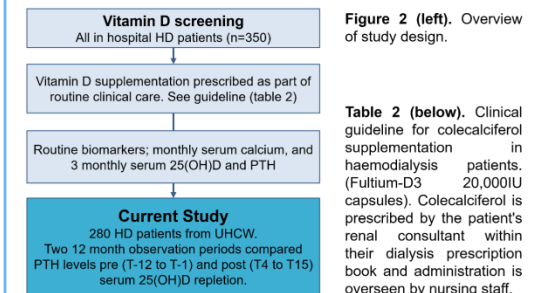 Vitamin D screening
All in hospital HD patients (n=350)
Vitamin D supplementation prescribed as part of
routine clinical care. See guideline (table 2)
Routine biomarkers; monthly serum calcium, and
3 monthly serum 25(OH)D and PTH
Current Study
280 HD patients from UHCW.
Two 12 month observation periods compared
PTH levels pre (T-12 to T-1) and post (T4 to T15)
serum 25(OH)D repletion.
Figure 2 (left). Overview
of study design.
Table 2 (below). Clinical
guideline for colecalciferol
supplementation in
haemodialysis patients.
(Fultium-D3 20,000IU
capsules). Colecalciferol is
prescribed by the patient's
renal consultant within
their dialysis prescription
book and administration is
overseen by nursing staff.